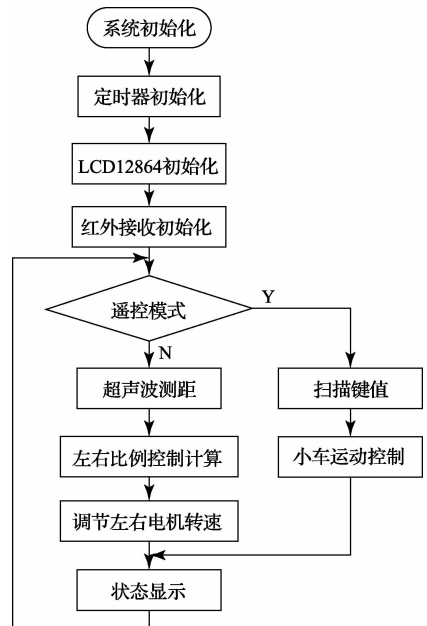 系统初始化
定时器初始化
LCD12864初始化
红外接收初始化
遥控模式
Y
N
超声波测距
扫描键值
左右比例控制计算
小车运动控制
调节左右电机转速
状态显示